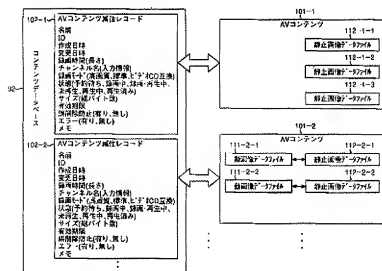 102-1
AVコンテンツ属性レコード
名前
ID
作成日時
変更日時
録画時間(長さ)
チャンネル名(入力情報)
録画モード(高画質、標準、ビデオCD互換)
状態(予約待ち、録画中、録画・再生中、
未再生、再生中、再生済み)
サイズ(総バイト数)
有効期限
誤削除防止(有り、無し)
エラー(有り、無し)
メモ
92
コンテンツデータベース
102-2
AVコンテンツ属性レコード
名前
ID
作成日時
変更日時
録画時間(長さ)
チャンネル名(入力情報)
録画モード(高画質、標準、ビデオCD互換)
状態(予約待ち、録画中、録画・再生中、
未再生、再生中、再生済み)
サイズ(総バイト数)
有効期限
誤削除防止(有り、無し)
エラー(有り、無し)
メモ
101-1
AVコンテンツ
112-1-1
静止画像データファイル
112-1-2
静止画像データファイル
112-1-3
静止画像データファイル
101-2
AVコンテンツ
111-2-1
動画像データファイル
112-2-1
静止画像データファイル
111-2-2
動画像データファイル
112-2-2
静止画像データファイル